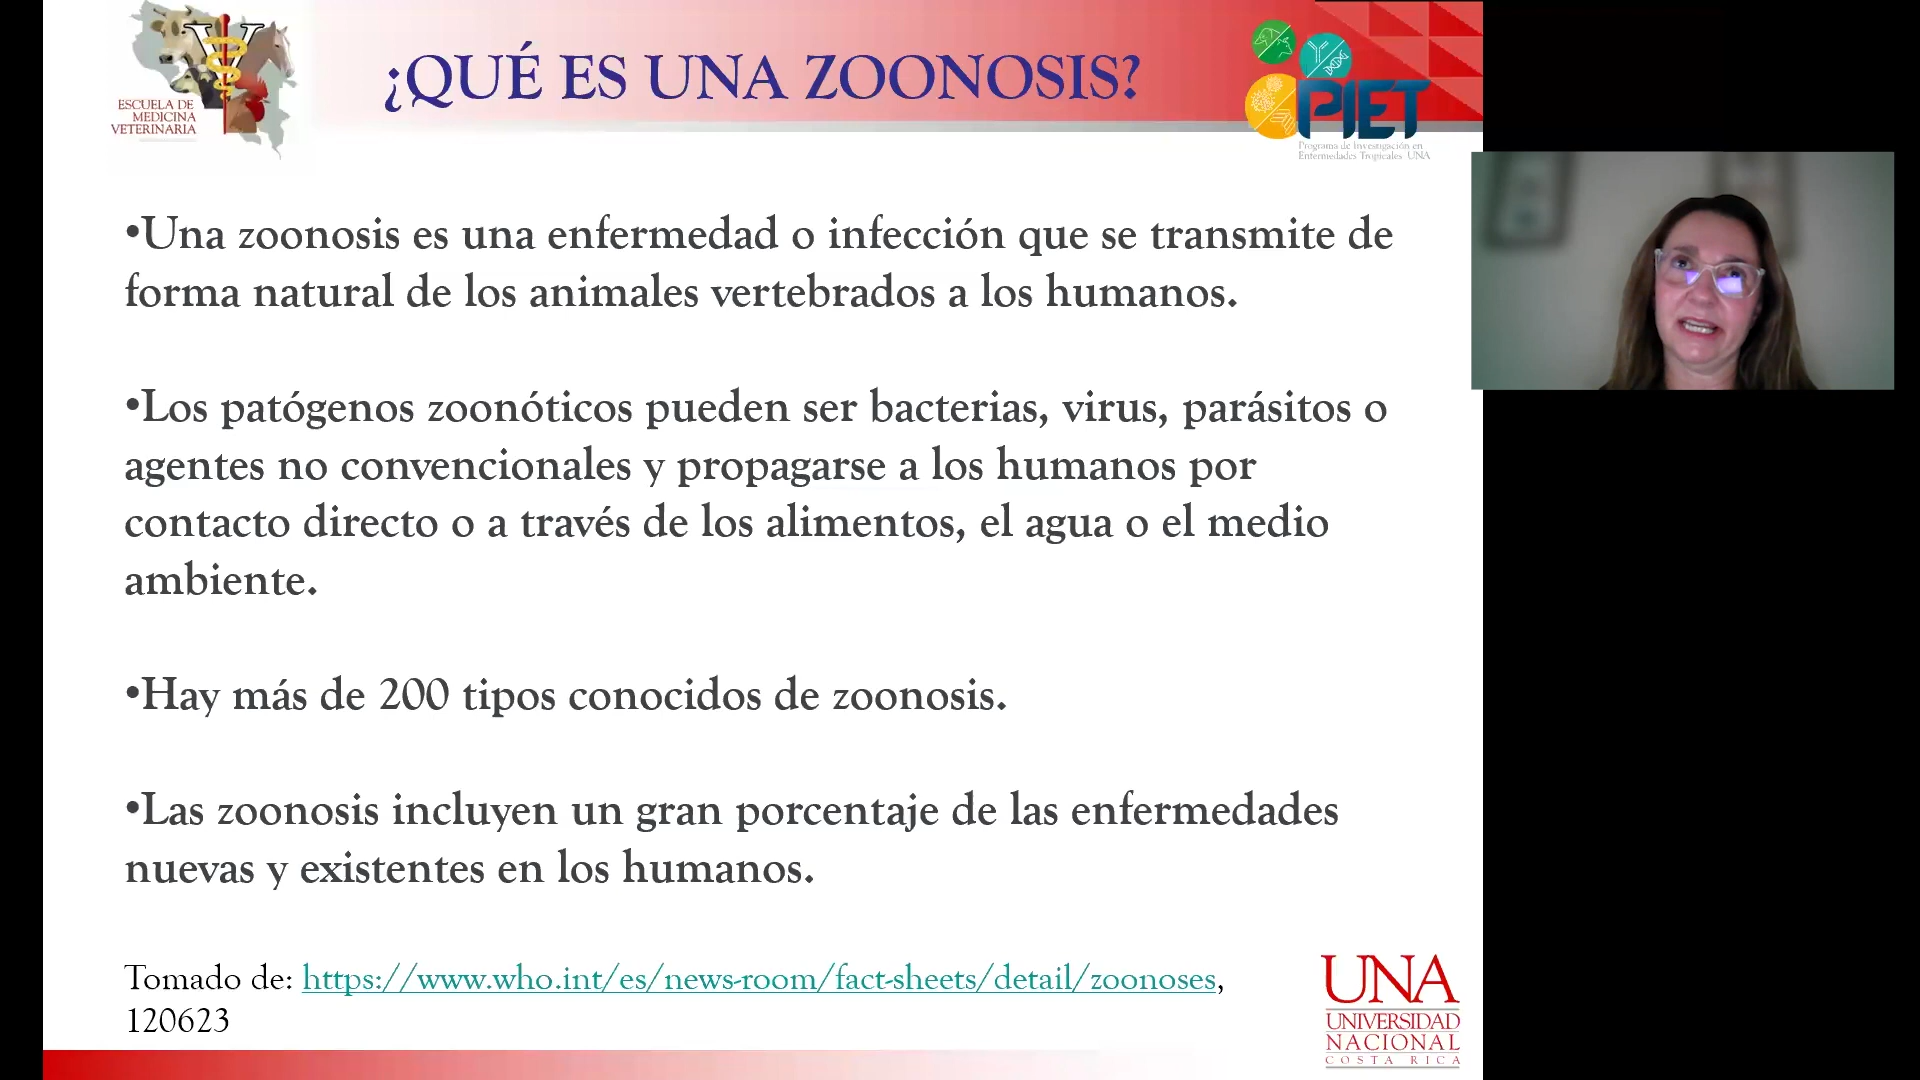 ESCUELA DE
MEDICINA
VETERINARIA
¿QUÉ ES UNA ZOONOSIS?
PIET
Programa de Investigación en
Enfermedades Tropicales UNA
•Una zoonosis es una enfermedad o infección que se transmite de
forma natural de los animales vertebrados a los humanos.
•Los patógenos zoonóticos pueden ser bacterias, virus, parásitos o
agentes no convencionales y propagarse a los humanos por
contacto directo o a través de los alimentos, el agua o el medio
ambiente.
•Hay más de 200 tipos conocidos de zoonosis.
•Las zoonosis incluyen un gran porcentaje de las enfermedades
nuevas y existentes en los humanos.
Tomado de: https://www.who.int/es/news-room/fact-sheets/detail/zoonoses,
120623
UNA
UNIVERSIDAD
NACIONAL
COSTA RICA